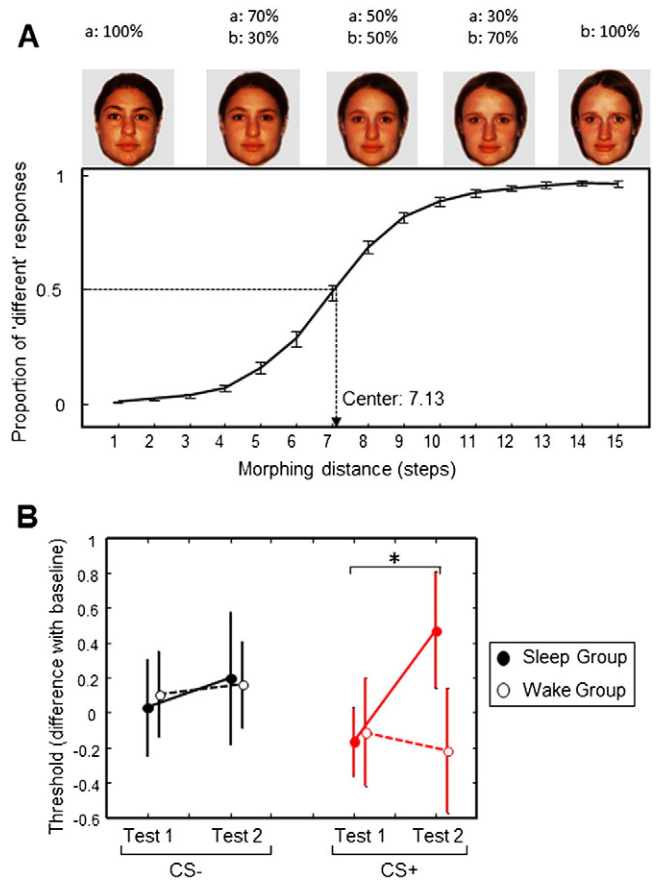 A
a: 100%
a: 70%
b: 30%
a: 50%
b: 50%
a: 30%
b: 70%
b: 100%
Proportion of 'different' responses
1
0.5
0
Center: 7.13
1 2 3 4 5 6 7 8 9 10 11 12 13 14 15
Morphing distance (steps)
B
Threshold (difference with baseline)
1
0.8
0.6
0.4
0.2
0
-0.2
-0.4
-0.6
*
Sleep Group
Wake Group
Test 1 Test 2 Test 1 Test 2
CS- CS+